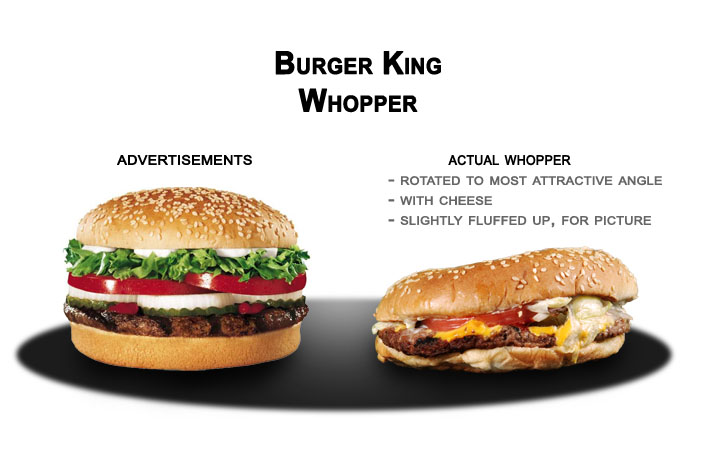 BURGER KING
WHOPPER
ADVERTISEMENTS
ACTUAL WHOPPER
- ROTATED TO MOST ATTRACTIVE ANGLE
- WITH CHEESE
- SLIGHTLY FLUFFED UP, FOR PICTURE